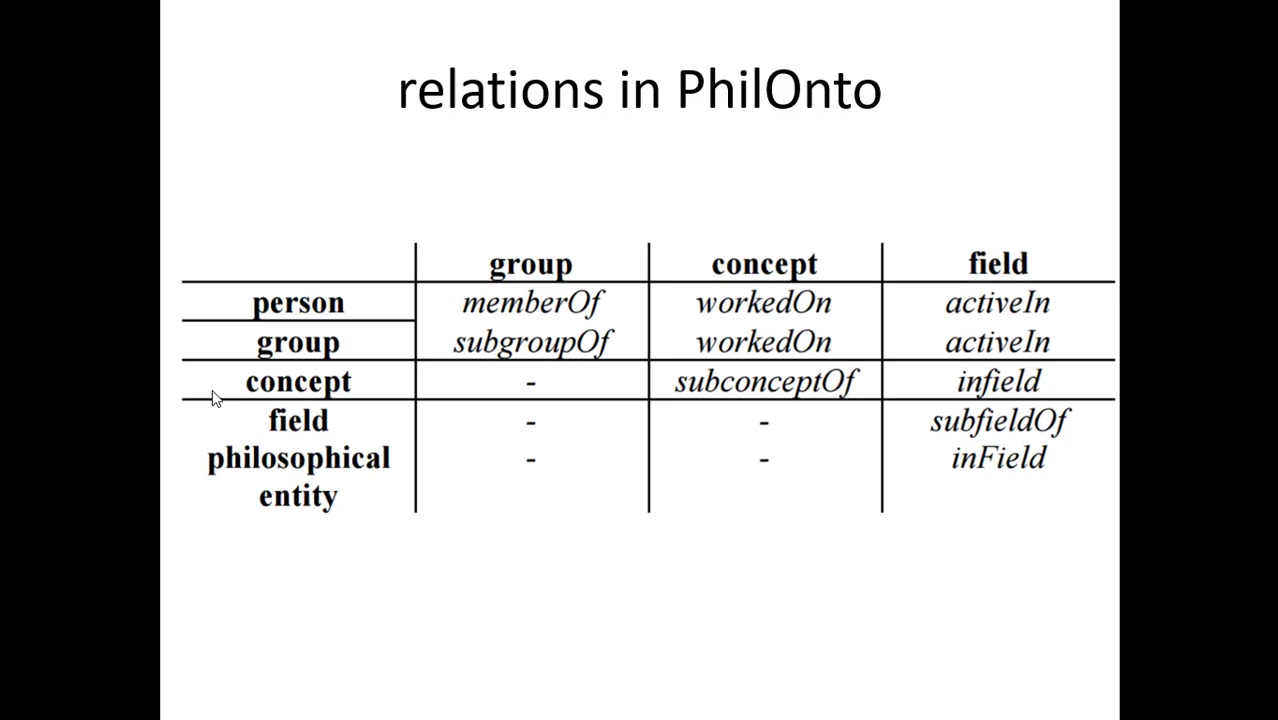 relations in PhilOnto
group concept field
person memberOf workedOn activeIn
group subgroupOf workedOn activeIn
concept - subconceptOf infield
field - - subfieldOf
philosophical - - inField
entity